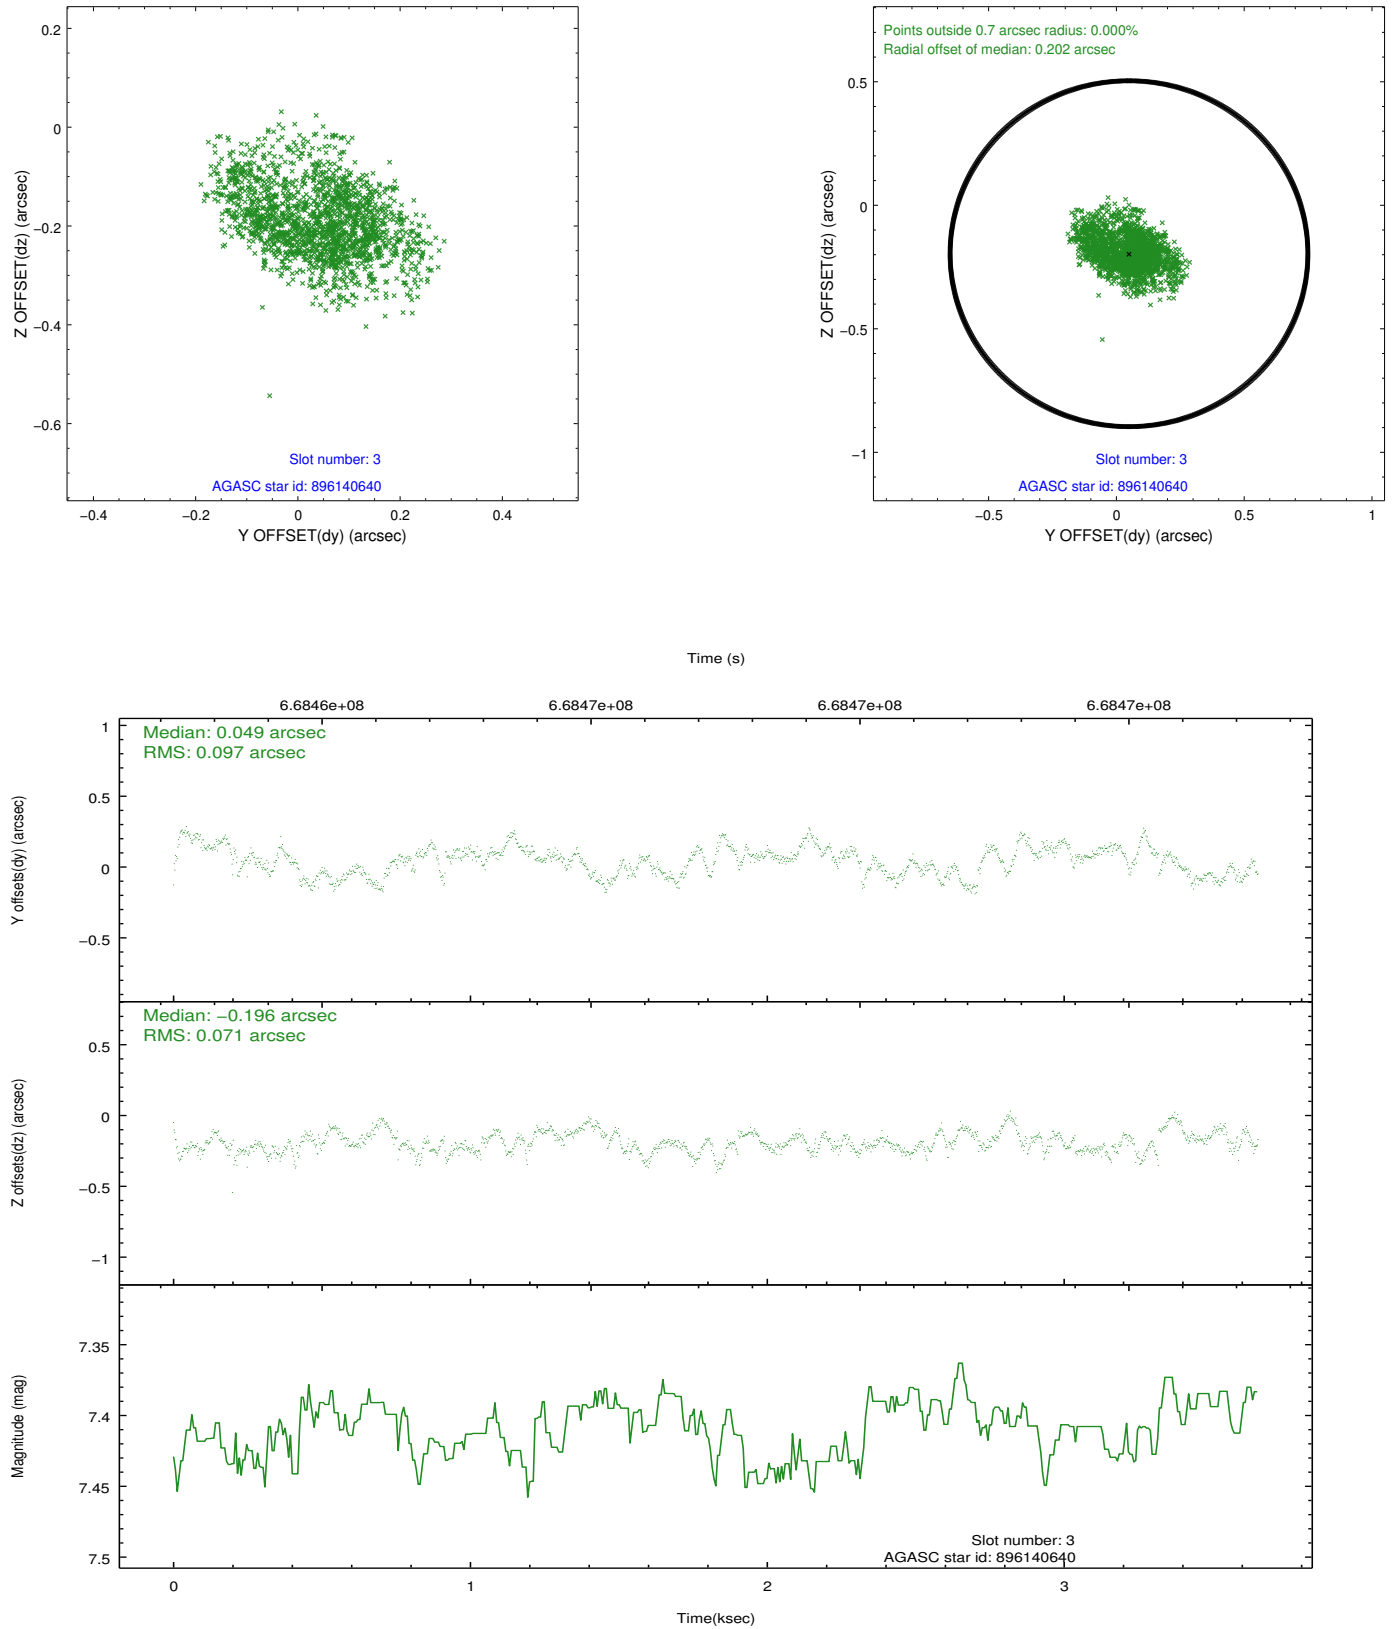 0.2
0
−0.2
−0.4
−0.6
Z OFFSET(dz) (arcsec)
Slot number: 3
AGASC star id: 896140640
−0.4
−0.2
0
0.2
0.4
Y OFFSET(dy) (arcsec)
Points outside 0.7 arcsec radius: 0.000%
Radial offset of median: 0.202 arcsec
0.5
0
−0.5
−1
Z OFFSET(dz) (arcsec)
Slot number: 3
AGASC star id: 896140640
−0.5
0
0.5
1
Y OFFSET(dy) (arcsec)
Time (s)
6.6846e+08
6.6847e+08
6.6847e+08
6.6847e+08
Median: 0.049 arcsec
RMS: 0.097 arcsec
1
0.5
0
−0.5
Y offsets(dy) (arcsec)
Median: −0.196 arcsec
RMS: 0.071 arcsec
0.5
0
−0.5
−1
Z offsets(dz) (arcsec)
7.35
7.4
7.45
7.5
Magnitude (mag)
Slot number: 3
AGASC star id: 896140640
0
1
2
3
Time(ksec)